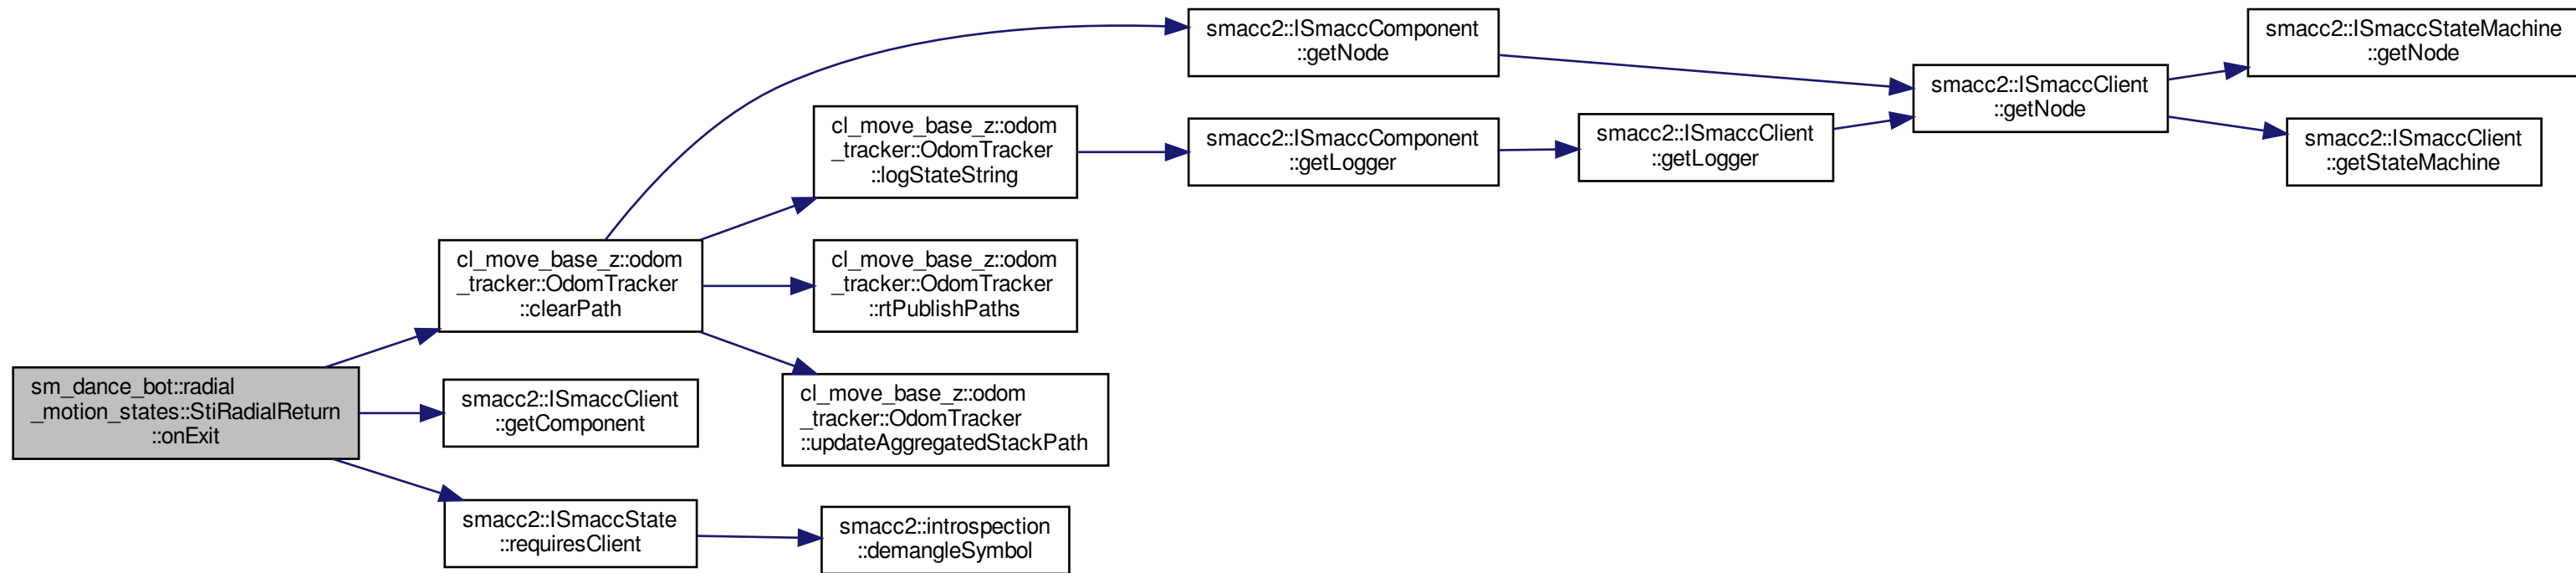 sm_dance_bot::radial
_motion_states::StiRadialReturn
::onExit
cl_move_base_z::odom
_tracker::OdomTracker
::clearPath
smacc2::ISmaccClient
::getComponent
smacc2::ISmaccState
::requiresClient
cl_move_base_z::odom
_tracker::OdomTracker
::logStateString
cl_move_base_z::odom
_tracker::OdomTracker
::rtPublishPaths
cl_move_base_z::odom
_tracker::OdomTracker
::updateAggregatedStackPath
smacc2::introspection
::demangleSymbol
smacc2::ISmaccComponent
::getNode
smacc2::ISmaccComponent
::getLogger
smacc2::ISmaccClient
::getLogger
smacc2::ISmaccClient
::getNode
smacc2::ISmaccStateMachine
::getNode
smacc2::ISmaccClient
::getStateMachine